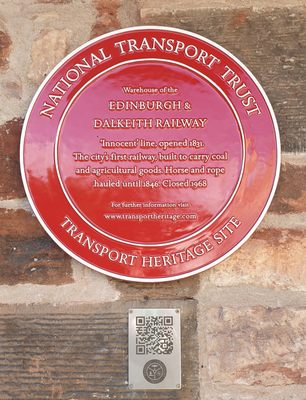 NATIONAL TRANSPORT TRUST
Warehouse of the
EDINBURGH &
DALKEITH RAILWAY
'Innocent' line, opened 1831.
The city's first railway, built to carry coal
and agricultural goods. Horse and rope
hauled until 1846. Closed 1968
For further information visit
www.transportheritage.com
TRANSPORT HERITAGE SITE